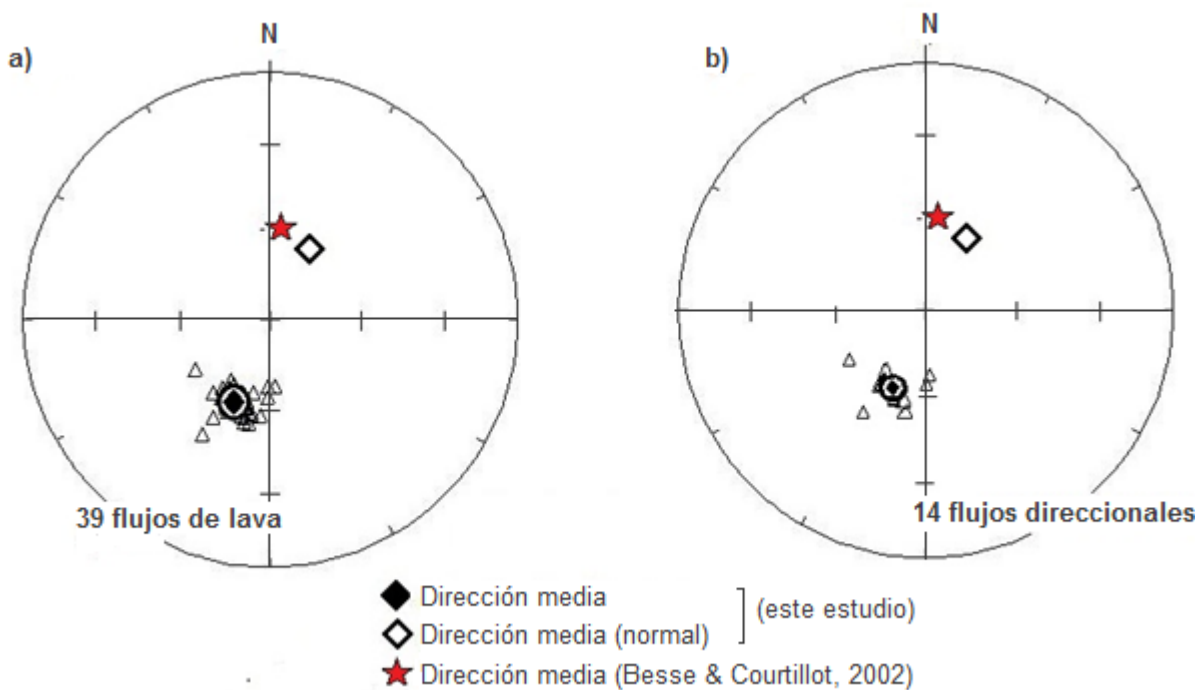 N
a)
39 flujos de lava
N
b)
14 flujos direccionales
Dirección media
Dirección media (normal)
(este estudio)
Dirección media (Besse & Courtillot, 2002)